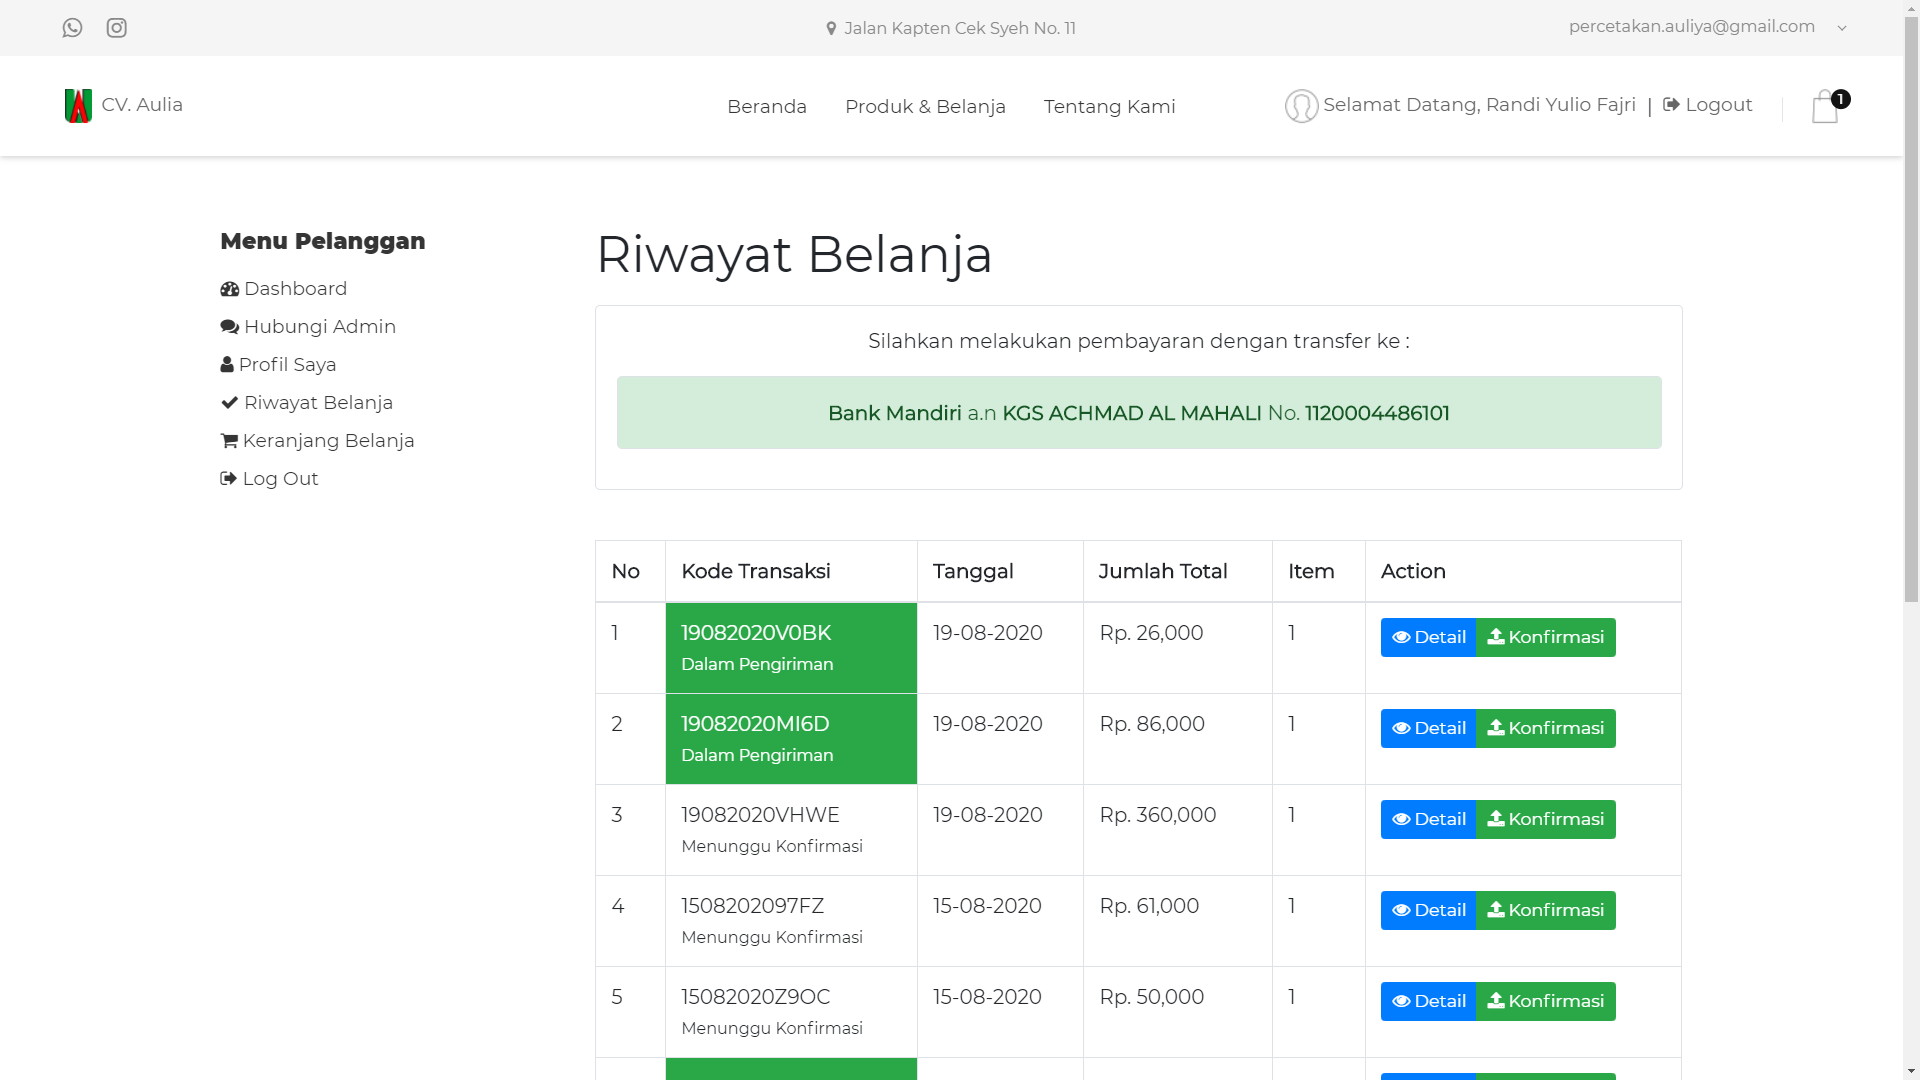 Jalan Kapten Cek Syeh No. 11
percetakan.auliya@gmail.com
CV. Aulia
Beranda Produk & Belanja Tentang Kami
Selamat Datang, Randi Yulio Fajri | Logout
1
Menu Pelanggan
Dashboard
Hubungi Admin
Profil Saya
Riwayat Belanja
Keranjang Belanja
Log Out
Riwayat Belanja
Silahkan melakukan pembayaran dengan transfer ke :
Bank Mandiri a.n KGS ACHMAD AL MAHALI No. 1120004486101
No Kode Transaksi Tanggal Jumlah Total Item Action
1 19082020V0BK 19-08-2020 Rp. 26,000 1 Detail Konfirmasi
Dalam Pengiriman
2 19082020MI6D 19-08-2020 Rp. 86,000 1 Detail Konfirmasi
Dalam Pengiriman
3 19082020VHWE 19-08-2020 Rp. 360,000 1 Detail Konfirmasi
Menunggu Konfirmasi
4 1508202097FZ 15-08-2020 Rp. 61,000 1 Detail Konfirmasi
Menunggu Konfirmasi
5 15082020Z9OC 15-08-2020 Rp. 50,000 1 Detail Konfirmasi
Menunggu Konfirmasi